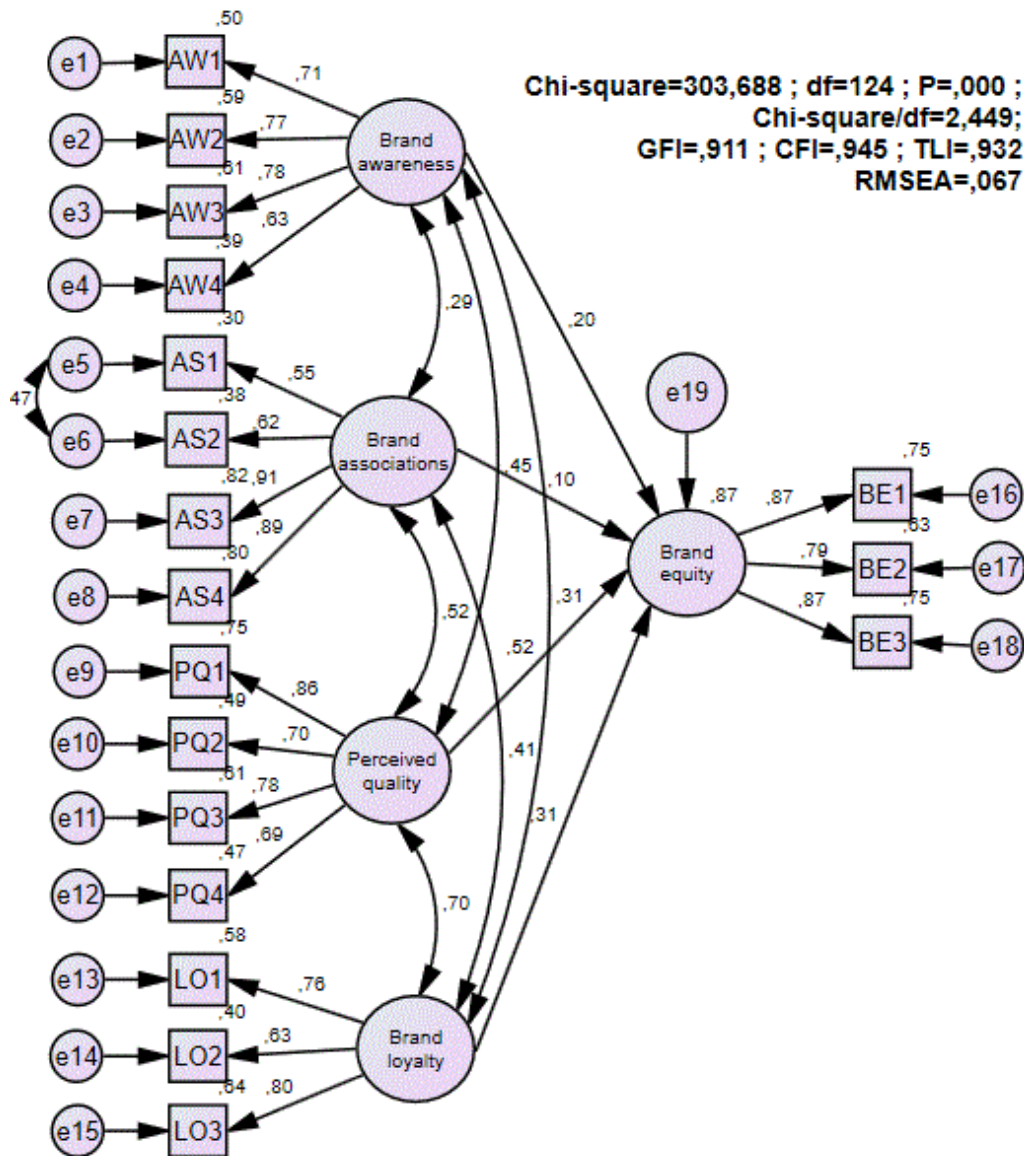 ,50
e1
AW1
,71
Chi-square=303,688 ; df=124 ; P=,000 ;
Chi-square/df=2,449;
GFI=,911 ; CFI=,945 ; TLI=,932
RMSEA=,067
,59
e2
AW2
,77
Brand
awareness
,61
,78
e3
AW3
,63
,39
e4
AW4
,29
,30
,20
e5
AS1
,55
47
,38
e19
e6
AS2
,62
Brand
associations
,82
,91
,45
,10
,75
,87
,87
BE1
e16
e7
AS3
,89
,63
,80
Brand
equity
,79
BE2
e17
e8
AS4
,31
,87
,75
,75
,52
,52
BE3
e18
e9
PQ1
,86
,49
e10
PQ2
,70
Perceived
quality
,41
,61
,78
e11
PQ3
,31
,69
,47
e12
PQ4
,70
,58
e13
LO1
,76
,40
e14
LO2
,63
Brand
loyalty
,64
,80
e15
LO3